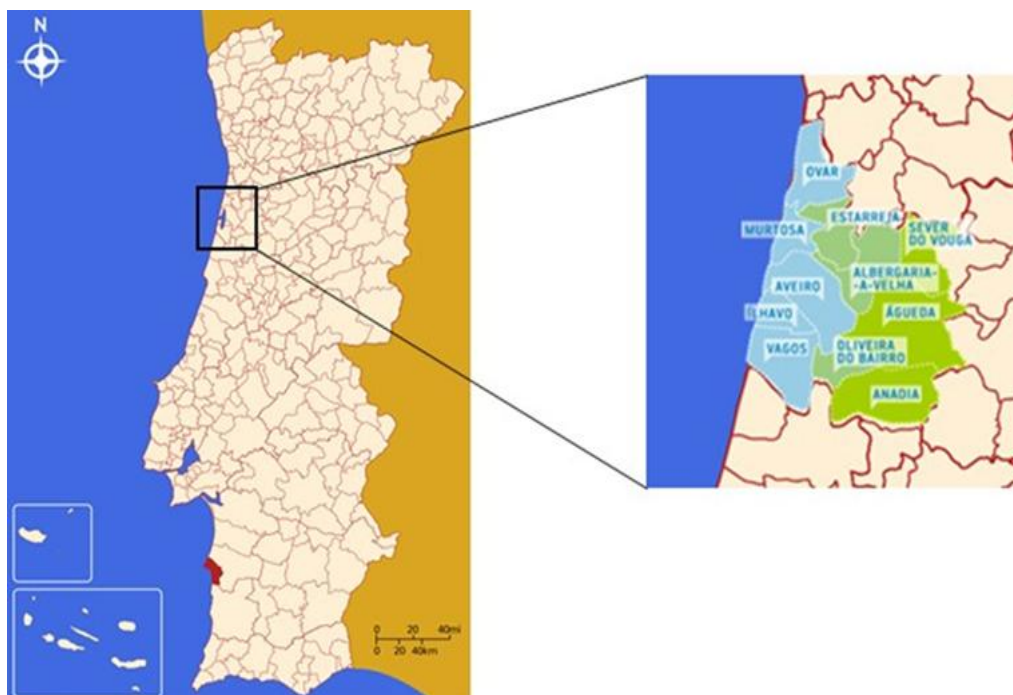 N
0 20 40mi
0 20 40km
OVAR
ESTARREJA
MURTOSA
SEVER
DO VOUGA
ALBERGARIA-
-A-VELHA
AVEIRO
ÍLHAVO
ÁGUEDA
VAGOS
OLIVEIRA
DO BAIRRO
ANADIA